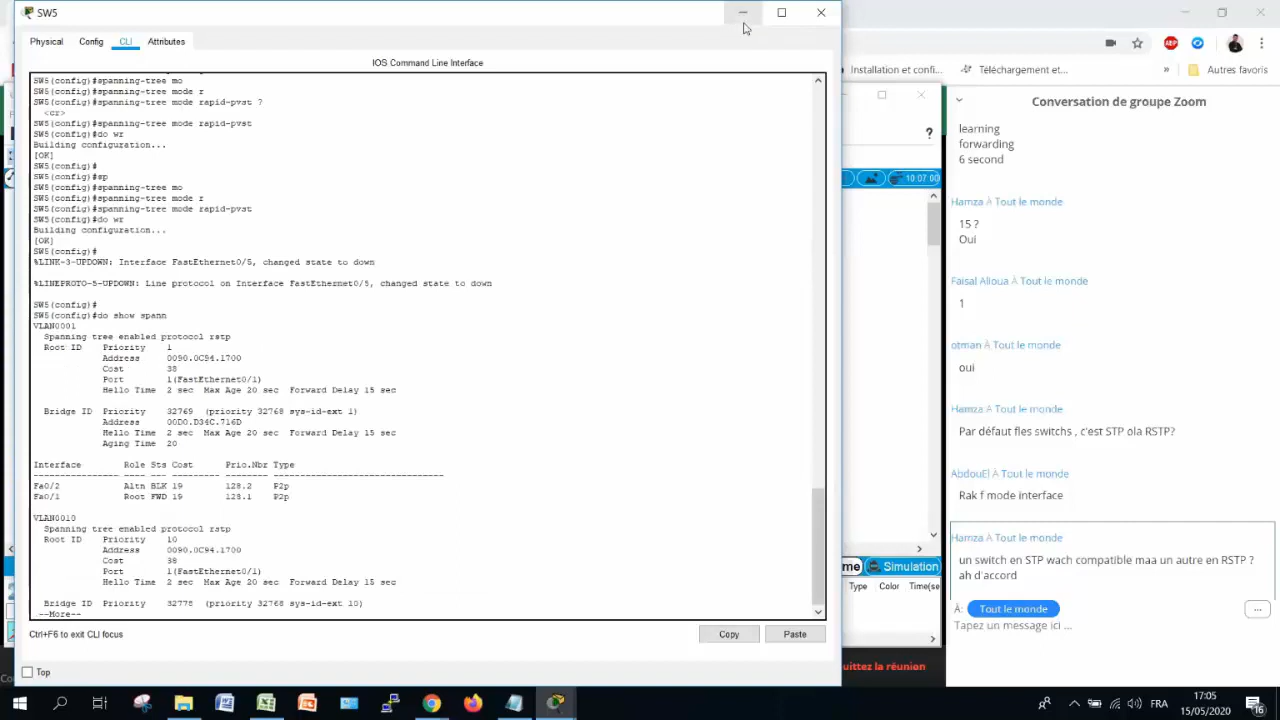 SW5
Physical Config CLI Attributes
IOS Command Line Interface
SW5(config)#spanning-tree mo
SW5(config)#spanning-tree mode r
SW5(config)#spanning-tree mode rapid-pvst ?
<cr>
SW5(config)#spanning-tree mode rapid-pvst
SW5(config)#do wr
Building configuration...
[OK]
SW5(config)#
SW5(config)#sp
SW5(config)#spanning-tree mo
SW5(config)#spanning-tree mode r
SW5(config)#spanning-tree mode rapid-pvst
SW5(config)#do wr
Building configuration...
[OK]
SW5(config)#
%LINK-3-UPDOWN: Interface FastEthernet0/5, changed state to down
%LINEPROTO-5-UPDOWN: Line protocol on Interface FastEthernet0/5, changed state to down
SW5(config)#
SW5(config)#do show spann
VLAN0001
Spanning tree enabled protocol rstp
Root ID Priority 1
Address 0090.0C94.1700
Cost 38
Port 1(FastEthernet0/1)
Hello Time 2 sec Max Age 20 sec Forward Delay 15 sec
Bridge ID Priority 32769 (priority 32768 sys-id-ext 1)
Address 00D0.D34C.716D
Hello Time 2 sec Max Age 20 sec Forward Delay 15 sec
Aging Time 20
Interface Role Sts Cost Prio.Nbr Type
---------------- ---- --- --------- -------- --------------------------------
Fa0/2 Altn BLK 19 128.2 P2p
Fa0/1 Root FWD 19 128.1 P2p
VLAN0010
Spanning tree enabled protocol rstp
Root ID Priority 10
Address 0090.0C94.1700
Cost 38
Port 1(FastEthernet0/1)
Hello Time 2 sec Max Age 20 sec Forward Delay 15 sec
Bridge ID Priority 32778 (priority 32768 sys-id-ext 10)
--More--
Ctrl+F6 to exit CLI focus
Copy Paste
Top
Installation et confi... Téléchargement et... » Autres favoris
ABP
?
10:07:00
me Simulation
Type Color Time(se
uittez la réunion
Conversation de groupe Zoom
learning
forwarding
6 second
Hamza À Tout le monde
15 ?
Oui
Faisal Alloua À Tout le monde
1
otman À Tout le monde
oui
Hamza À Tout le monde
Par défaut fles switchs , c'est STP ola RSTP?
AbdouEl À Tout le monde
Rak f mode interface
Hamza À Tout le monde
un switch en STP wach compatible maa un autre en RSTP ?
ah d'accord
À: Tout le monde ...
Tapez un message ici ...
FRA
17:05
15/05/2020
16